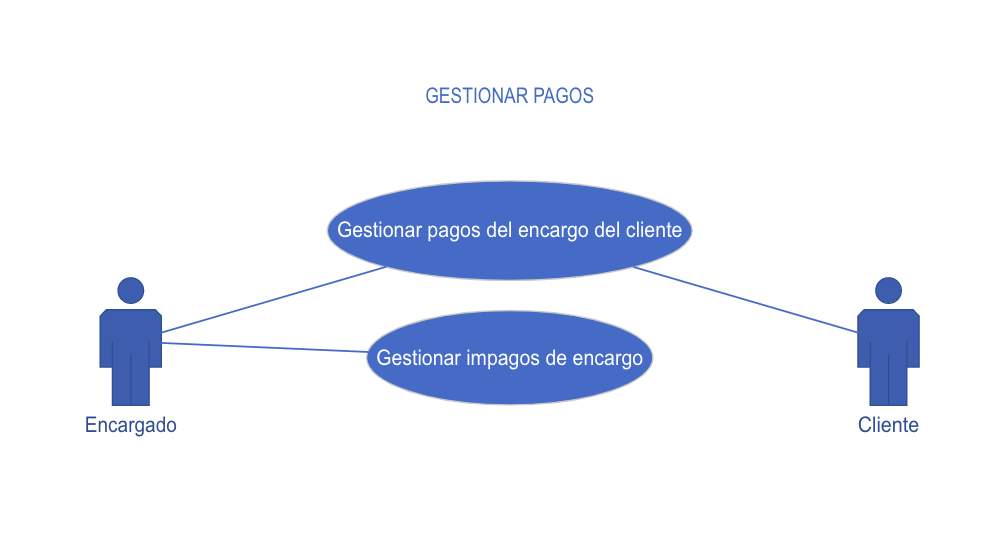 GESTIONAR PAGOS
Gestionar pagos del encargo del cliente
Gestionar impagos de encargo
Encargado
Cliente